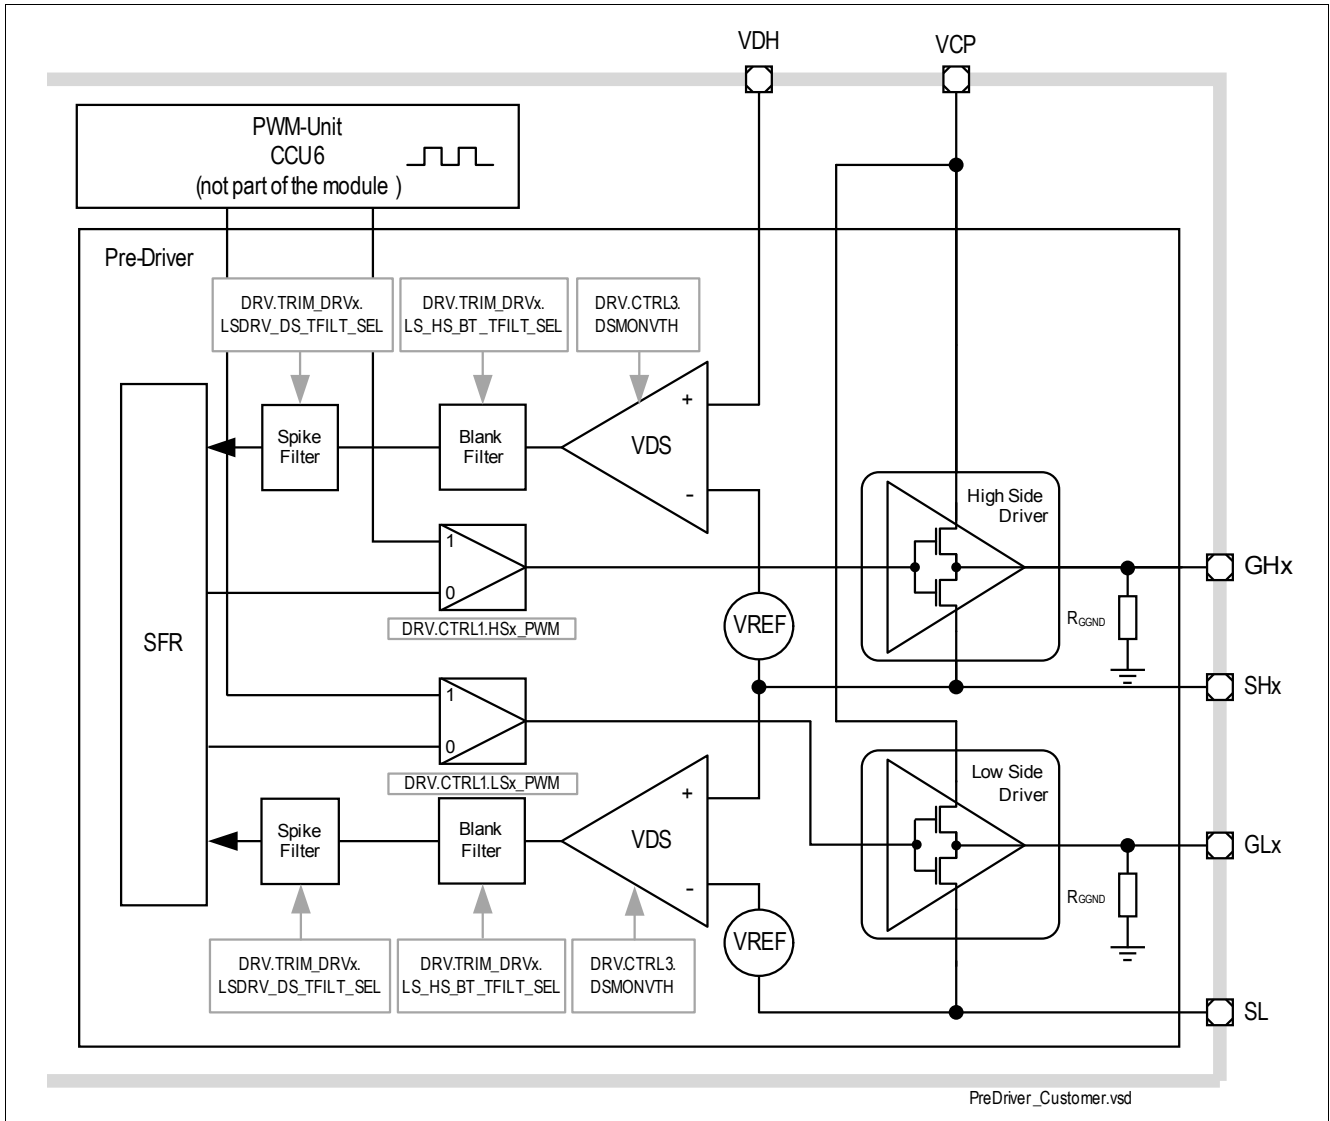 VDH
VCP
PWM-Unit
CCU6
(not part of the module )
Pre-Driver
DRV.TRIM_DRVx.
LSDRV_DS_TFILT_SEL
DRV.TRIM_DRVx.
LS_HS_BT_TFILT_SEL
DRV.CTRL3.
DSMONVTH
Spike
Filter
Blank
Filter
VDS
+
-
High Side
Driver
1
0
DRV.CTRL1.HSx_PWM
VREF
GHx
RGGND
SFR
SHx
1
0
DRV.CTRL1.LSx_PWM
Low Side
Driver
Spike
Filter
Blank
Filter
VDS
+
-
GLx
RGGND
VREF
DRV.TRIM_DRVx.
LSDRV_DS_TFILT_SEL
DRV.TRIM_DRVx.
LS_HS_BT_TFILT_SEL
DRV.CTRL3.
DSMONVTH
SL
PreDriver_Customer.vsd